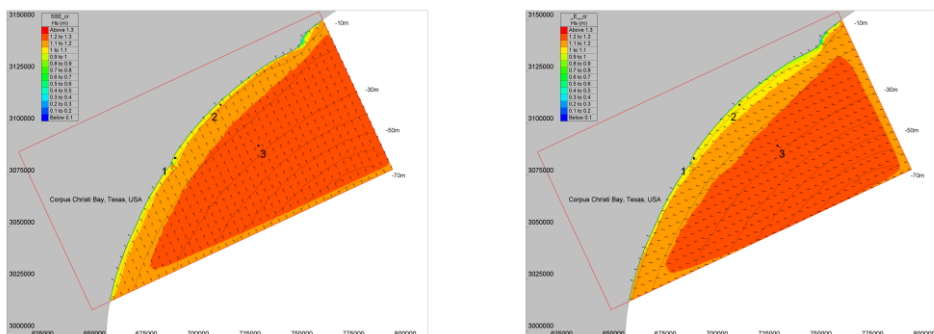 3150000
SSE_cr
Hs (m)
Above 1.3
1.2 to 1.3
1.1 to 1.2
1 to 1.1
0.9 to 1
0.8 to 0.9
0.7 to 0.8
0.6 to 0.7
0.5 to 0.6
0.4 to 0.5
0.3 to 0.4
0.2 to 0.3
0.1 to 0.2
Below 0.1
3125000
3100000
3075000
3050000
3025000
3000000
-10m
-30m
-50m
-70m
1
2
3
Corpus Christi Bay, Texas, USA
625000 650000 675000 700000 725000 750000 775000 800000
3150000
_E_cr
Hs (m)
Above 1.3
1.2 to 1.3
1.1 to 1.2
1 to 1.1
0.9 to 1
0.8 to 0.9
0.7 to 0.8
0.6 to 0.7
0.5 to 0.6
0.4 to 0.5
0.3 to 0.4
0.2 to 0.3
0.1 to 0.2
Below 0.1
3125000
3100000
3075000
3050000
3025000
3000000
-10m
-30m
-50m
-70m
1
2
3
Corpus Christi Bay, Texas, USA
625000 650000 675000 700000 725000 750000 775000 800000